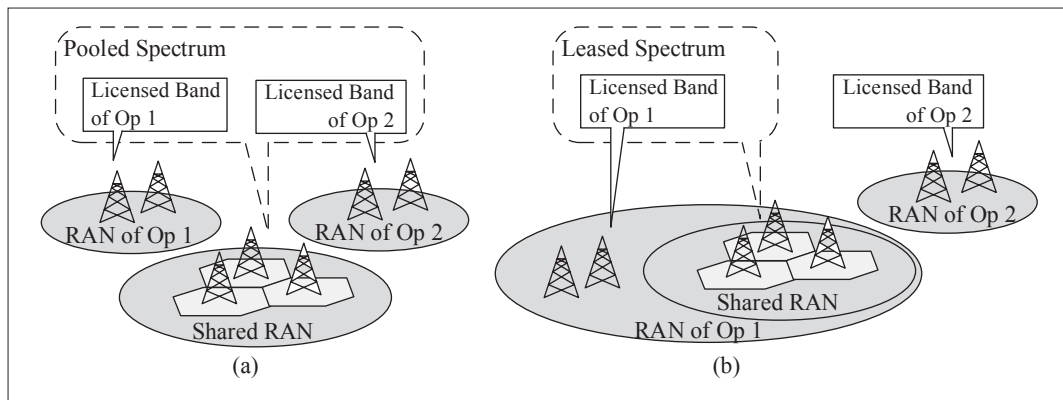 Pooled Spectrum
Licensed Band
of Op 1
Licensed Band
of Op 2
RAN of Op 1
RAN of Op 2
Shared RAN
(a)
Leased Spectrum
Licensed Band
of Op 1
Licensed Band
of Op 2
RAN of Op 2
Shared RAN
RAN of Op 1
(b)